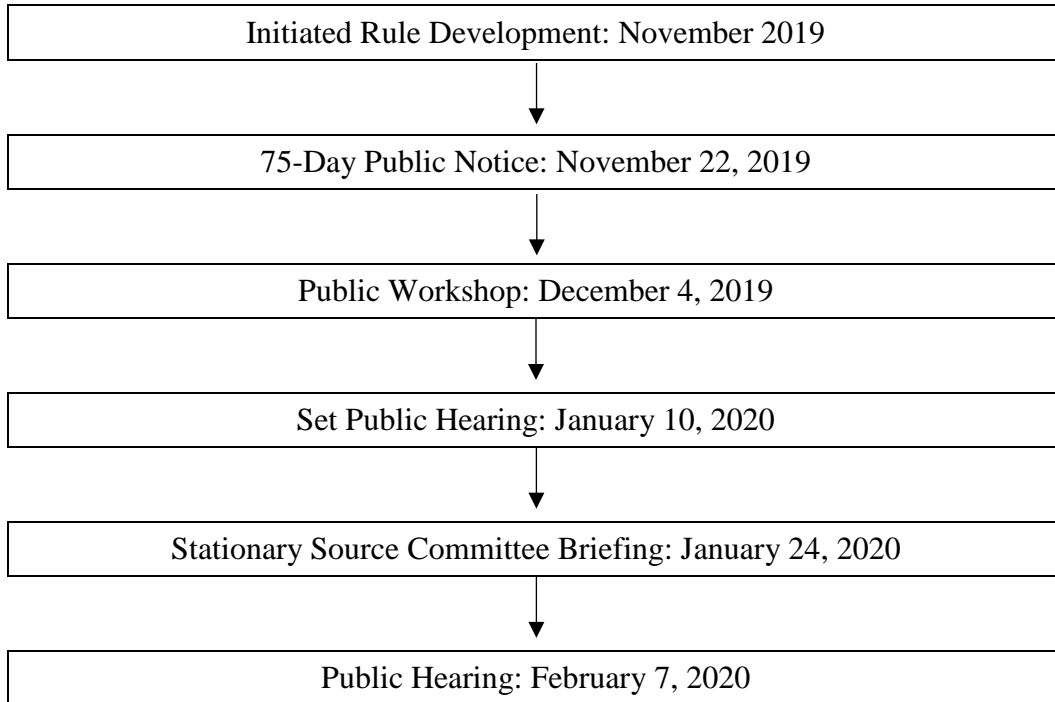 Initiated Rule Development: November 2019
75-Day Public Notice: November 22, 2019
Public Workshop: December 4, 2019
Set Public Hearing: January 10, 2020
Stationary Source Committee Briefing: January 24, 2020
Public Hearing: February 7, 2020